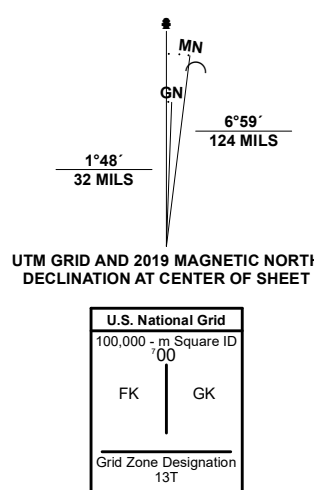 MN
GN
6°59´
124 MILS
1°48´
32 MILS
UTM GRID AND 2019 MAGNETIC NORTH
DECLINATION AT CENTER OF SHEET
U.S. National Grid
100,000 - m Square ID
⁷00
FK GK
Grid Zone Designation
13T